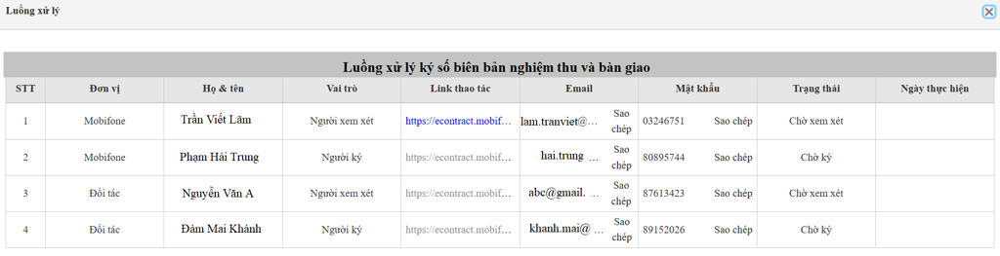 Luồng xử lý
Luồng xử lý ký số biên bản nghiệm thu và bàn giao
STT Đơn vị Họ & tên Vai trò Link thao tác Email Mật khẩu Trạng thái Ngày thực hiện
1 Mobifone Trần Viết Lãm Người xem xét https://econtract.mobif... lam.tranviet@... Sao chép 03246751 Sao chép Chờ xem xét
2 Mobifone Phạm Hải Trung Người ký https://econtract.mobif... hai.trung ... Sao chép 80895744 Sao chép Chờ ký
3 Đối tác Nguyễn Văn A Người xem xét https://econtract.mobif... abc@gmail. ... Sao chép 87613423 Sao chép Chờ xem xét
4 Đối tác Đàm Mai Khánh Người ký https://econtract.mobif... khanh.mai@ ... Sao chép 89152026 Sao chép Chờ ký